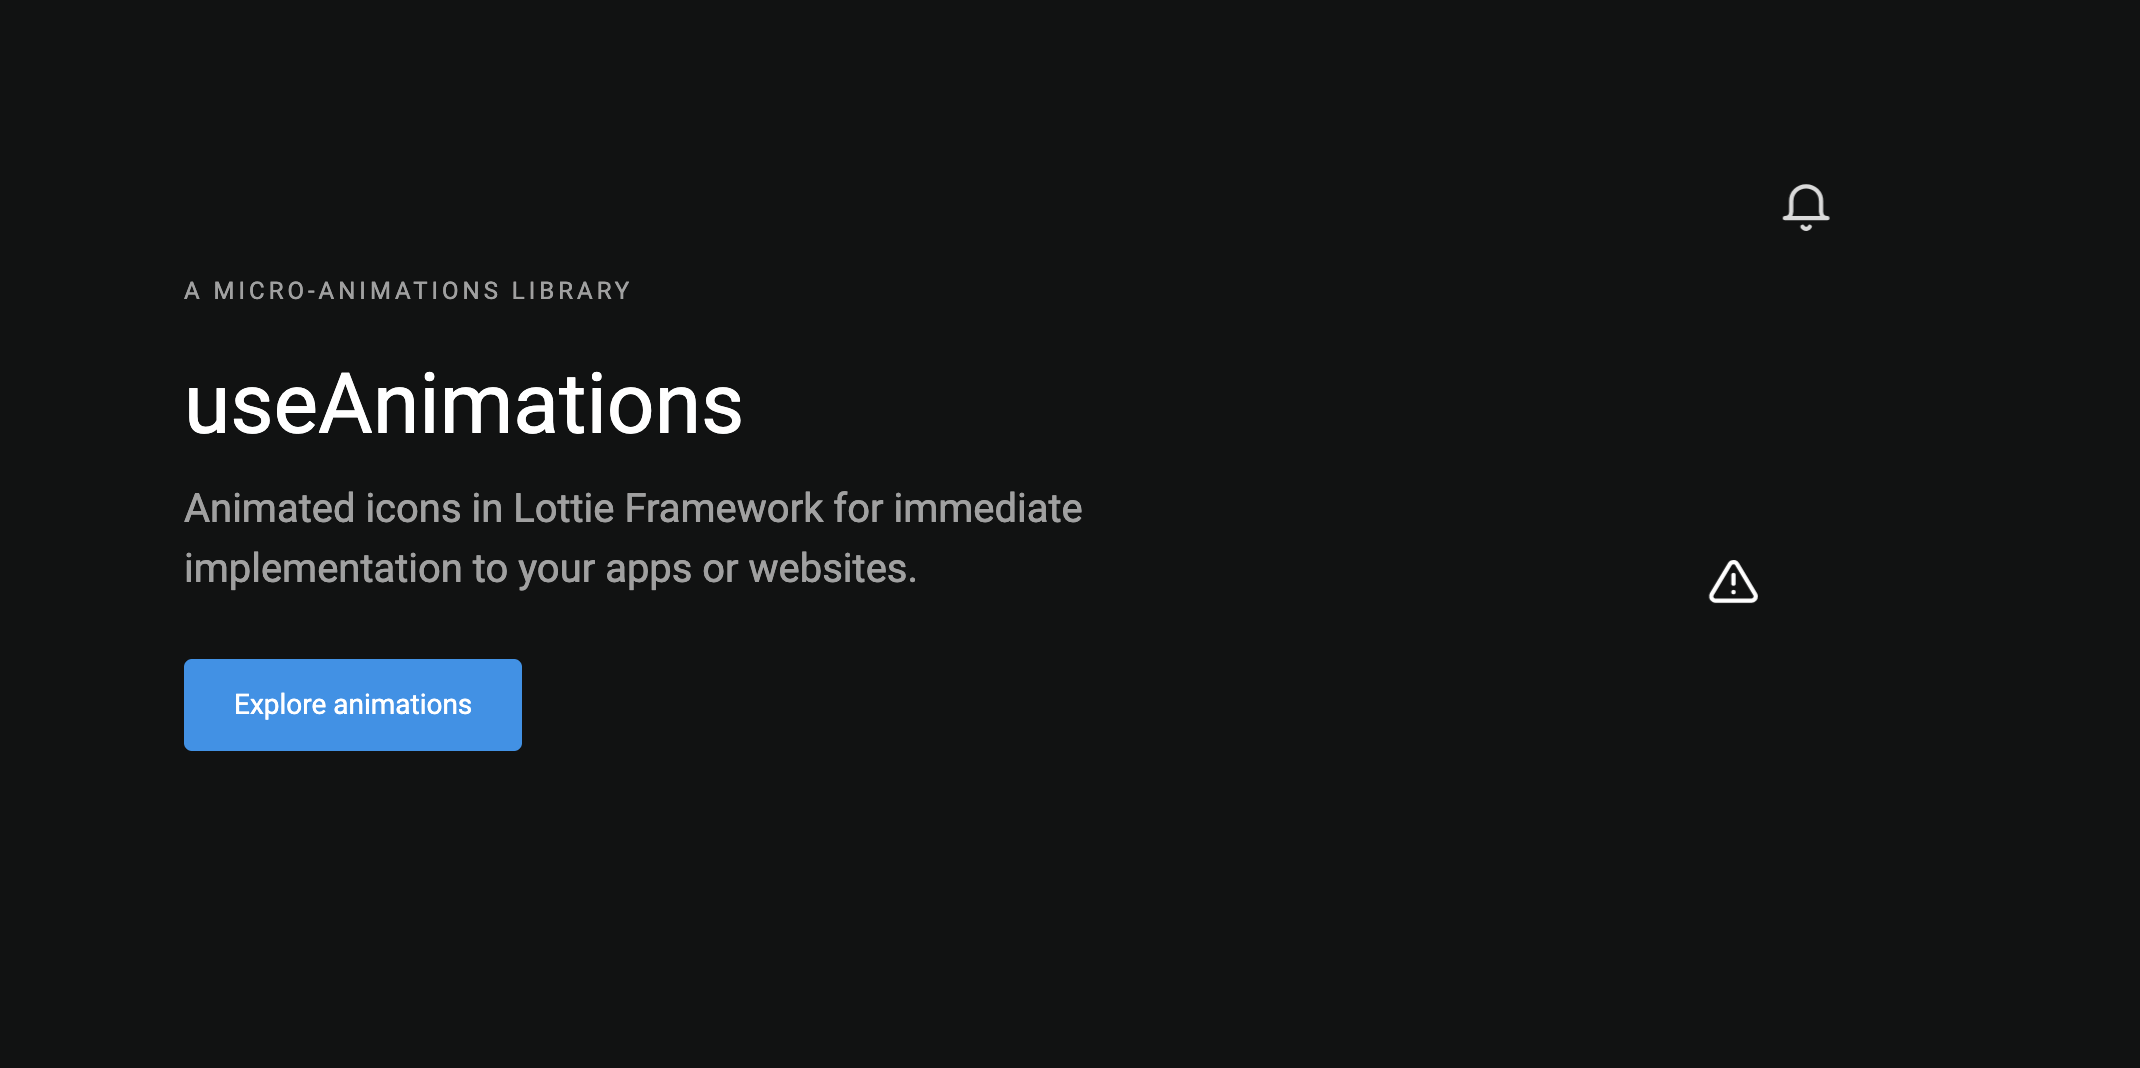 A MICRO-ANIMATIONS LIBRARY
useAnimations
Animated icons in Lottie Framework for immediate
implementation to your apps or websites.
Explore animations